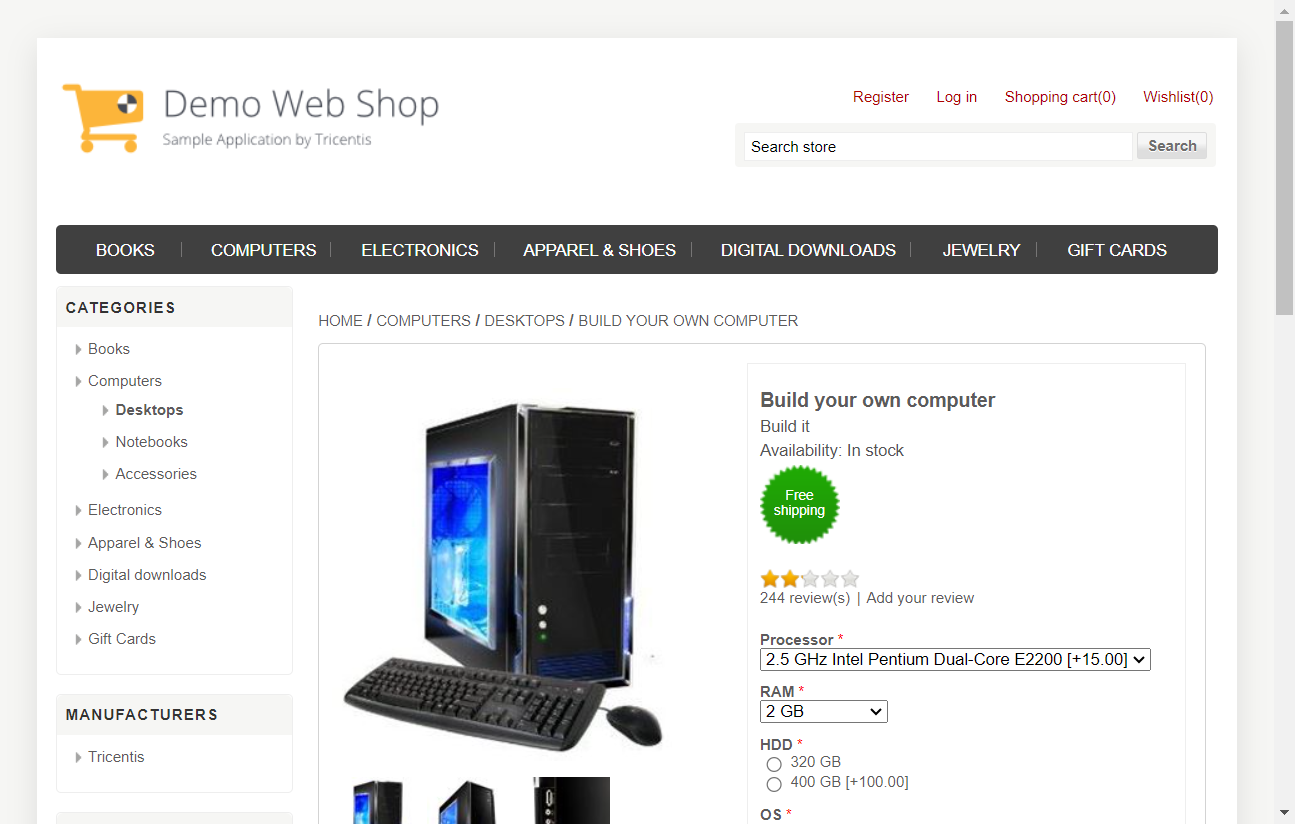 Demo Web Shop
Sample Application by Tricentis
Register Log in Shopping cart(0) Wishlist(0)
Search store Search
BOOKS COMPUTERS ELECTRONICS APPAREL & SHOES DIGITAL DOWNLOADS JEWELRY GIFT CARDS
CATEGORIES
Books
Computers
Desktops
Notebooks
Accessories
Electronics
Apparel & Shoes
Digital downloads
Jewelry
Gift Cards
MANUFACTURERS
Tricentis
HOME / COMPUTERS / DESKTOPS / BUILD YOUR OWN COMPUTER
Build your own computer
Build it
Availability: In stock
Free
shipping
244 review(s) | Add your review
Processor *
2.5 GHz Intel Pentium Dual-Core E2200 [+15.00]
RAM *
2 GB
HDD *
320 GB
400 GB [+100.00]
OS *